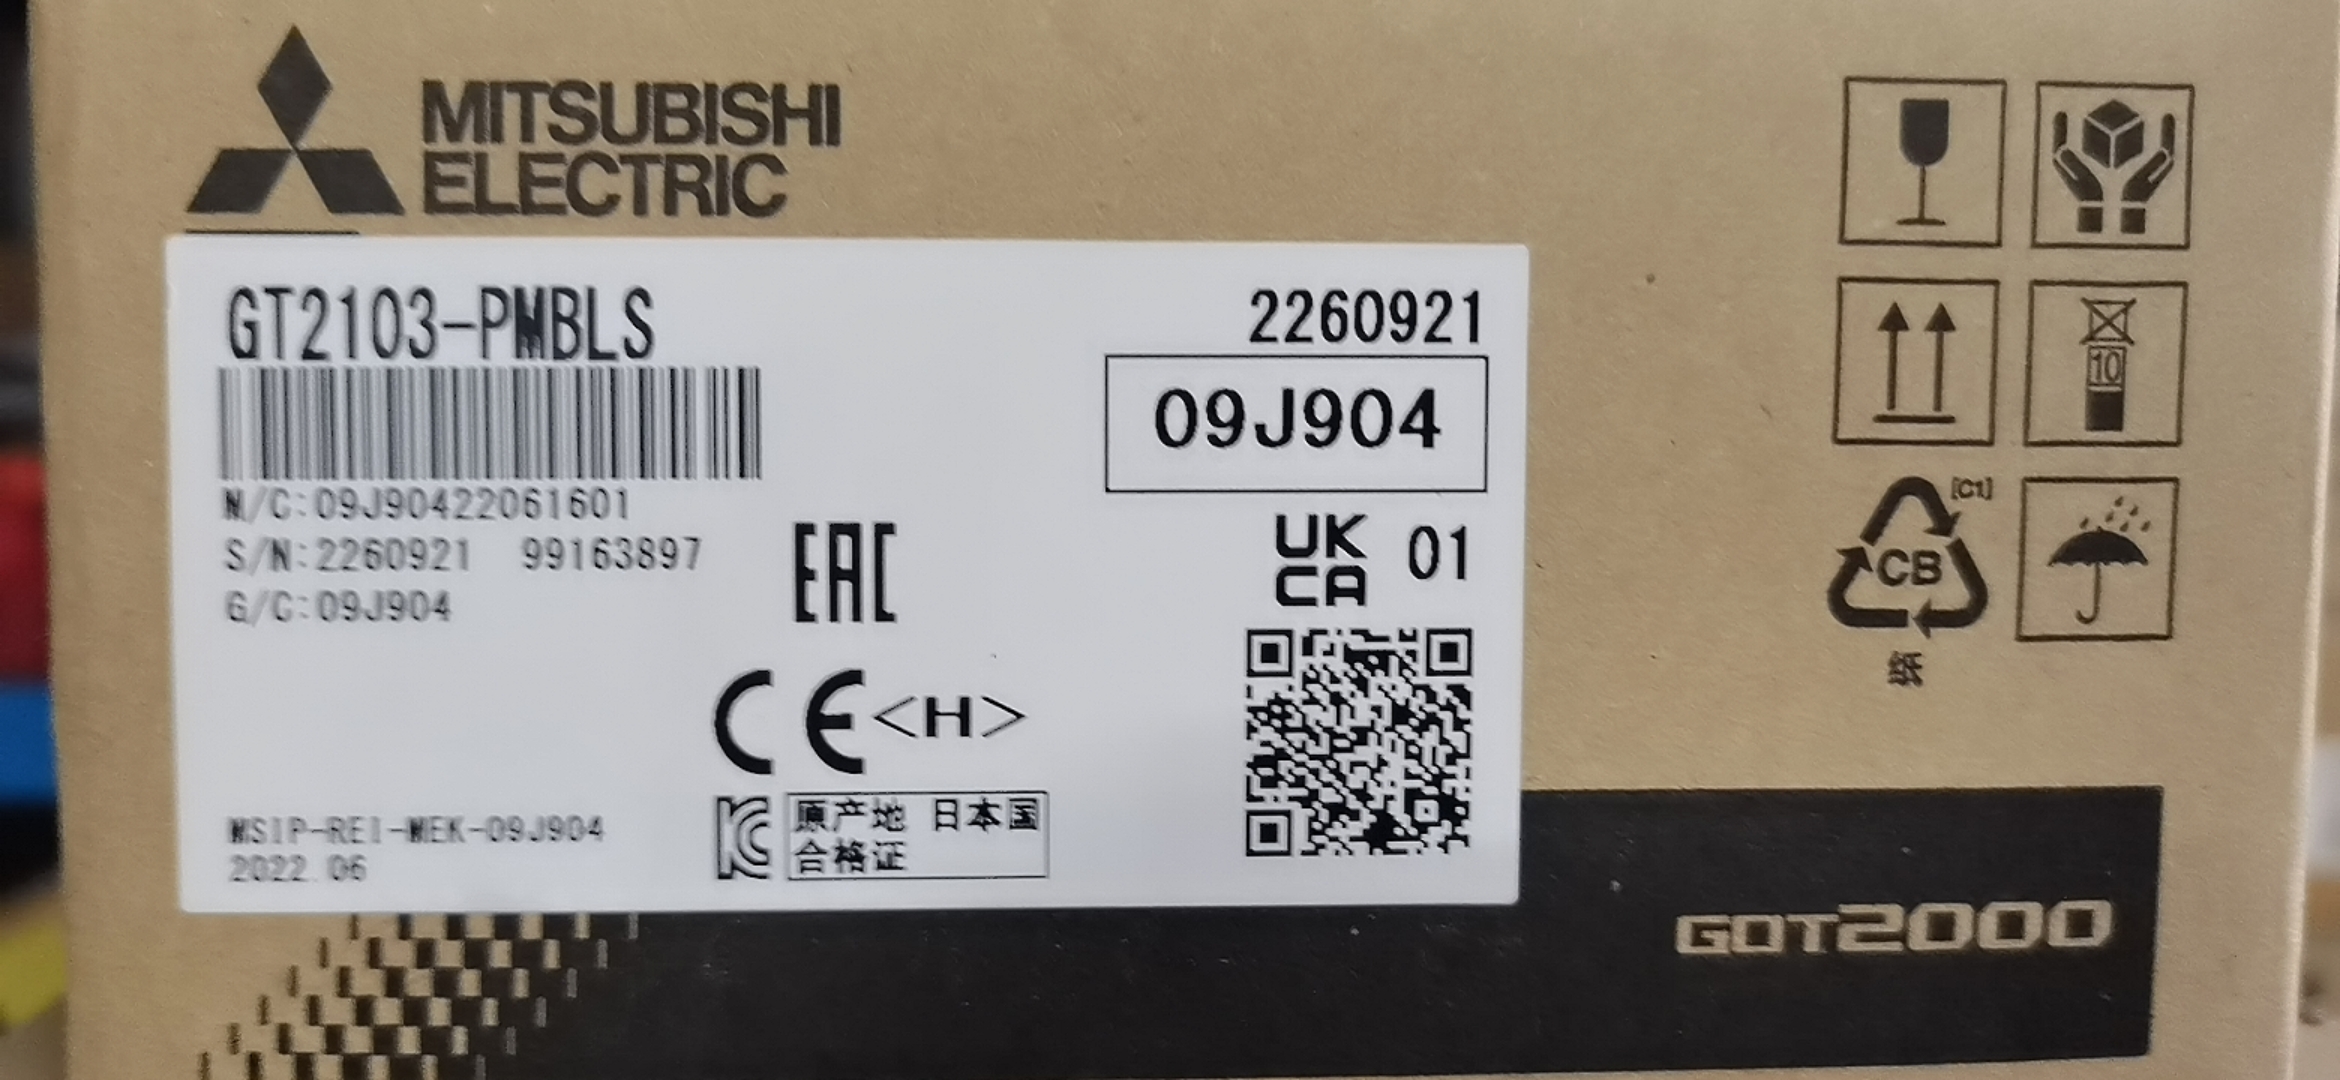 MITSUBISHI
ELECTRIC
GT2103-PMBLS
2260921
09J904
M/C:09J90422061601
S/N:2260921 99163897
G/C:09J904
EAC
UK
CA
01
CE<H>
MSIP-REI-MEK-09J904
2022.06
原产地 日本国
合格证
10
[C1]
CB
纸
GOT2000